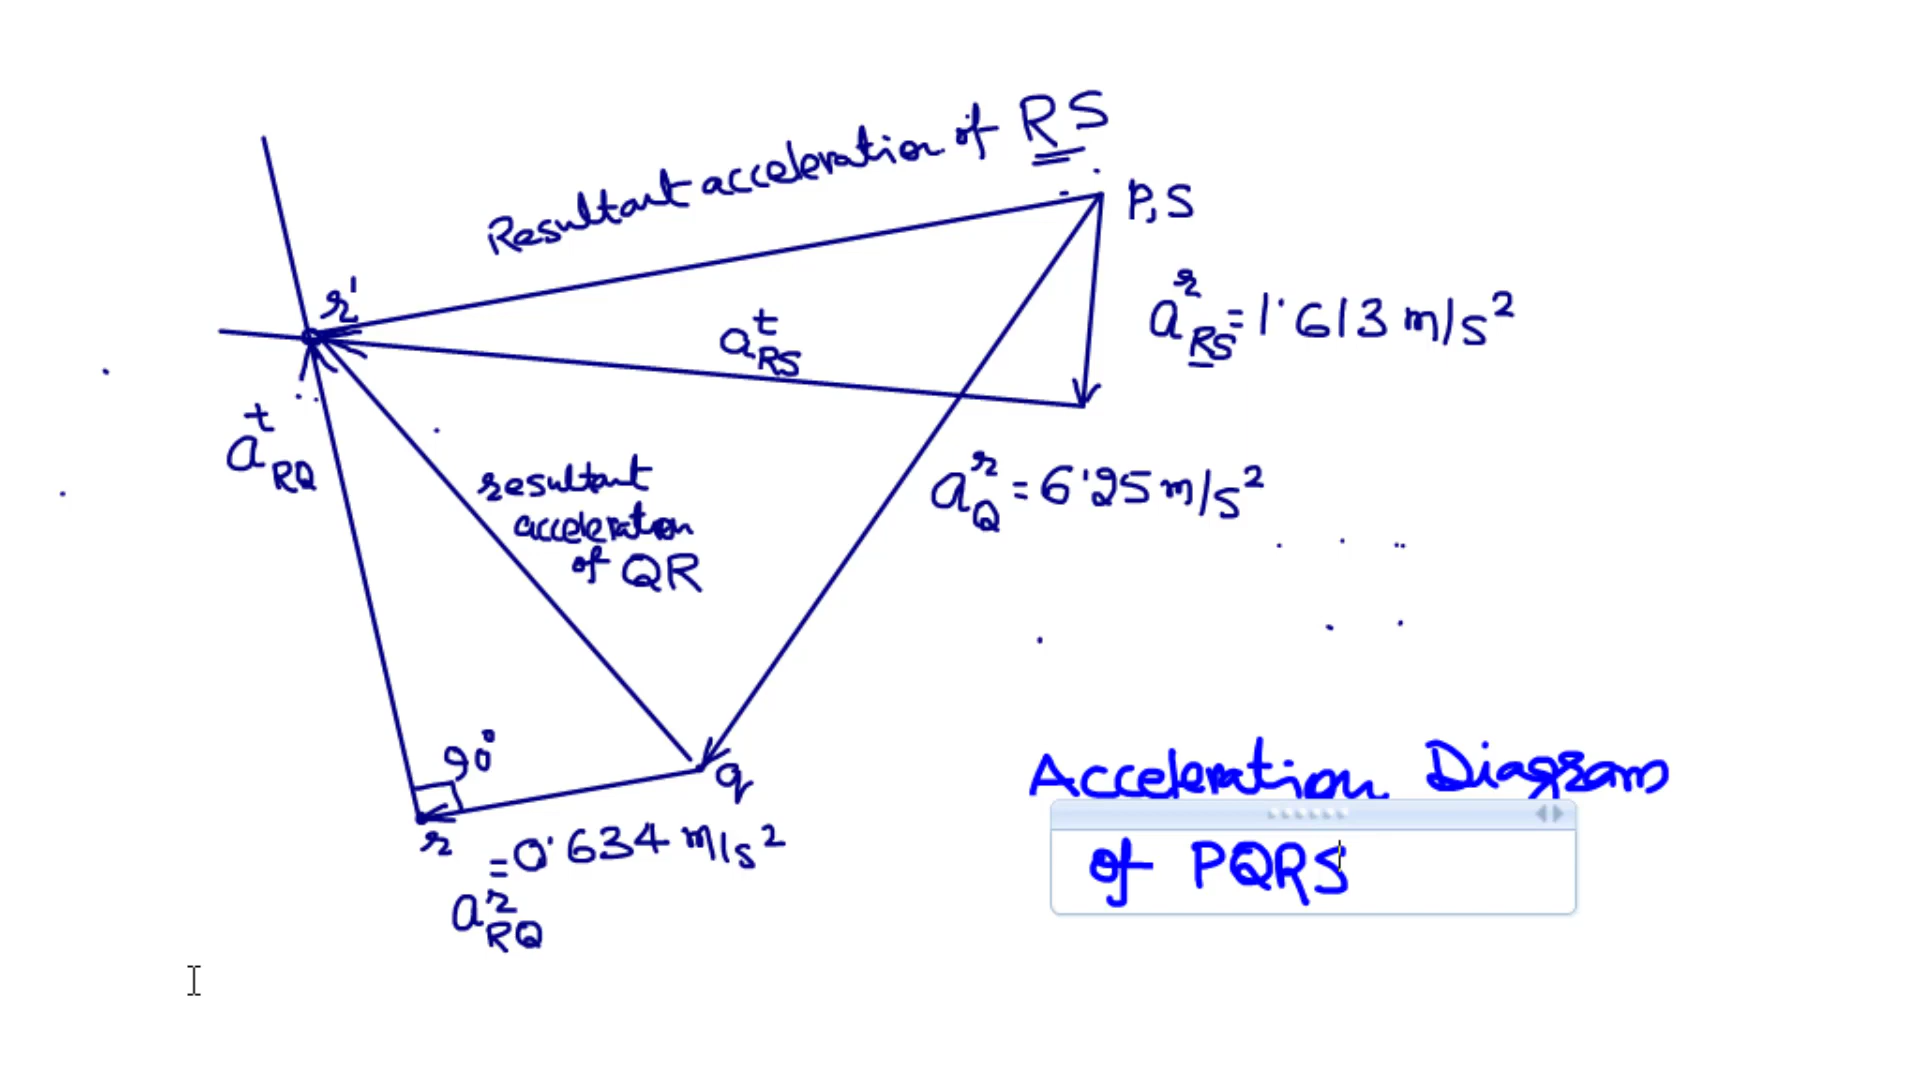 Resultant acceleration of RS
P,S
r'
a^r_RS = 1.613 m/s²
a^t_RS
a^t_RQ
resultant
acceleration
of QR
a^r_Q = 6.25 m/s²
90°
q
r
= 0.634 m/s²
a^r_RQ
Acceleration Diagram
of PQRS